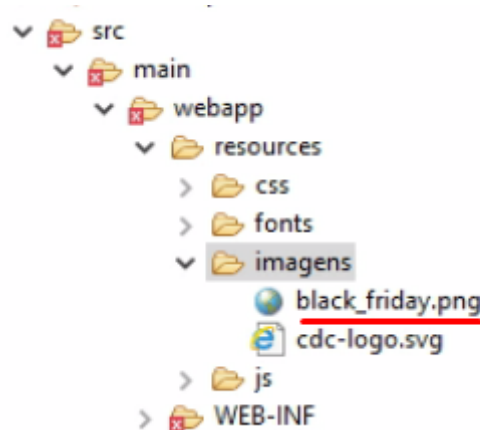 src
main
webapp
resources
css
fonts
imagens
black_friday.png
cdc-logo.svg
js
WEB-INF